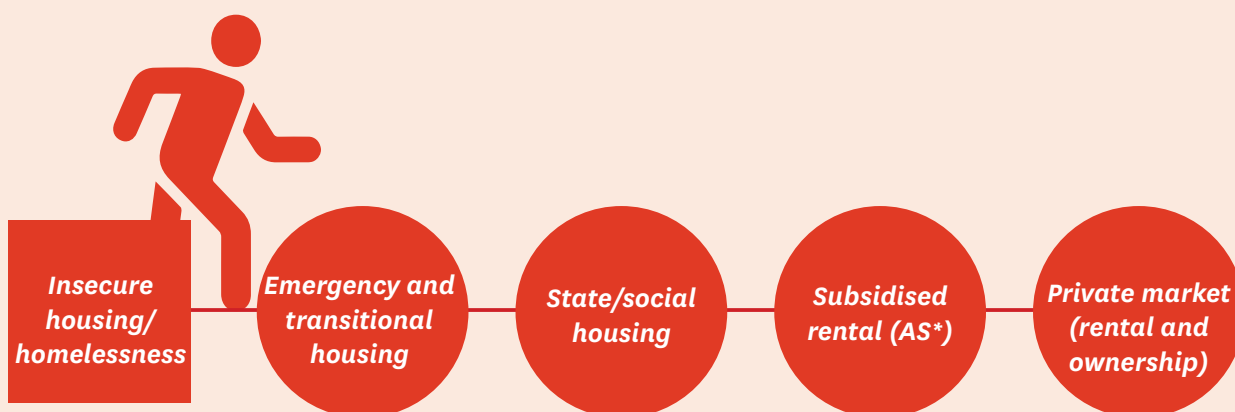 Insecure
housing/
homelessness
Emergency and
transitional
housing
State/social
housing
Subsidised
rental (AS*)
Private market
(rental and
ownership)